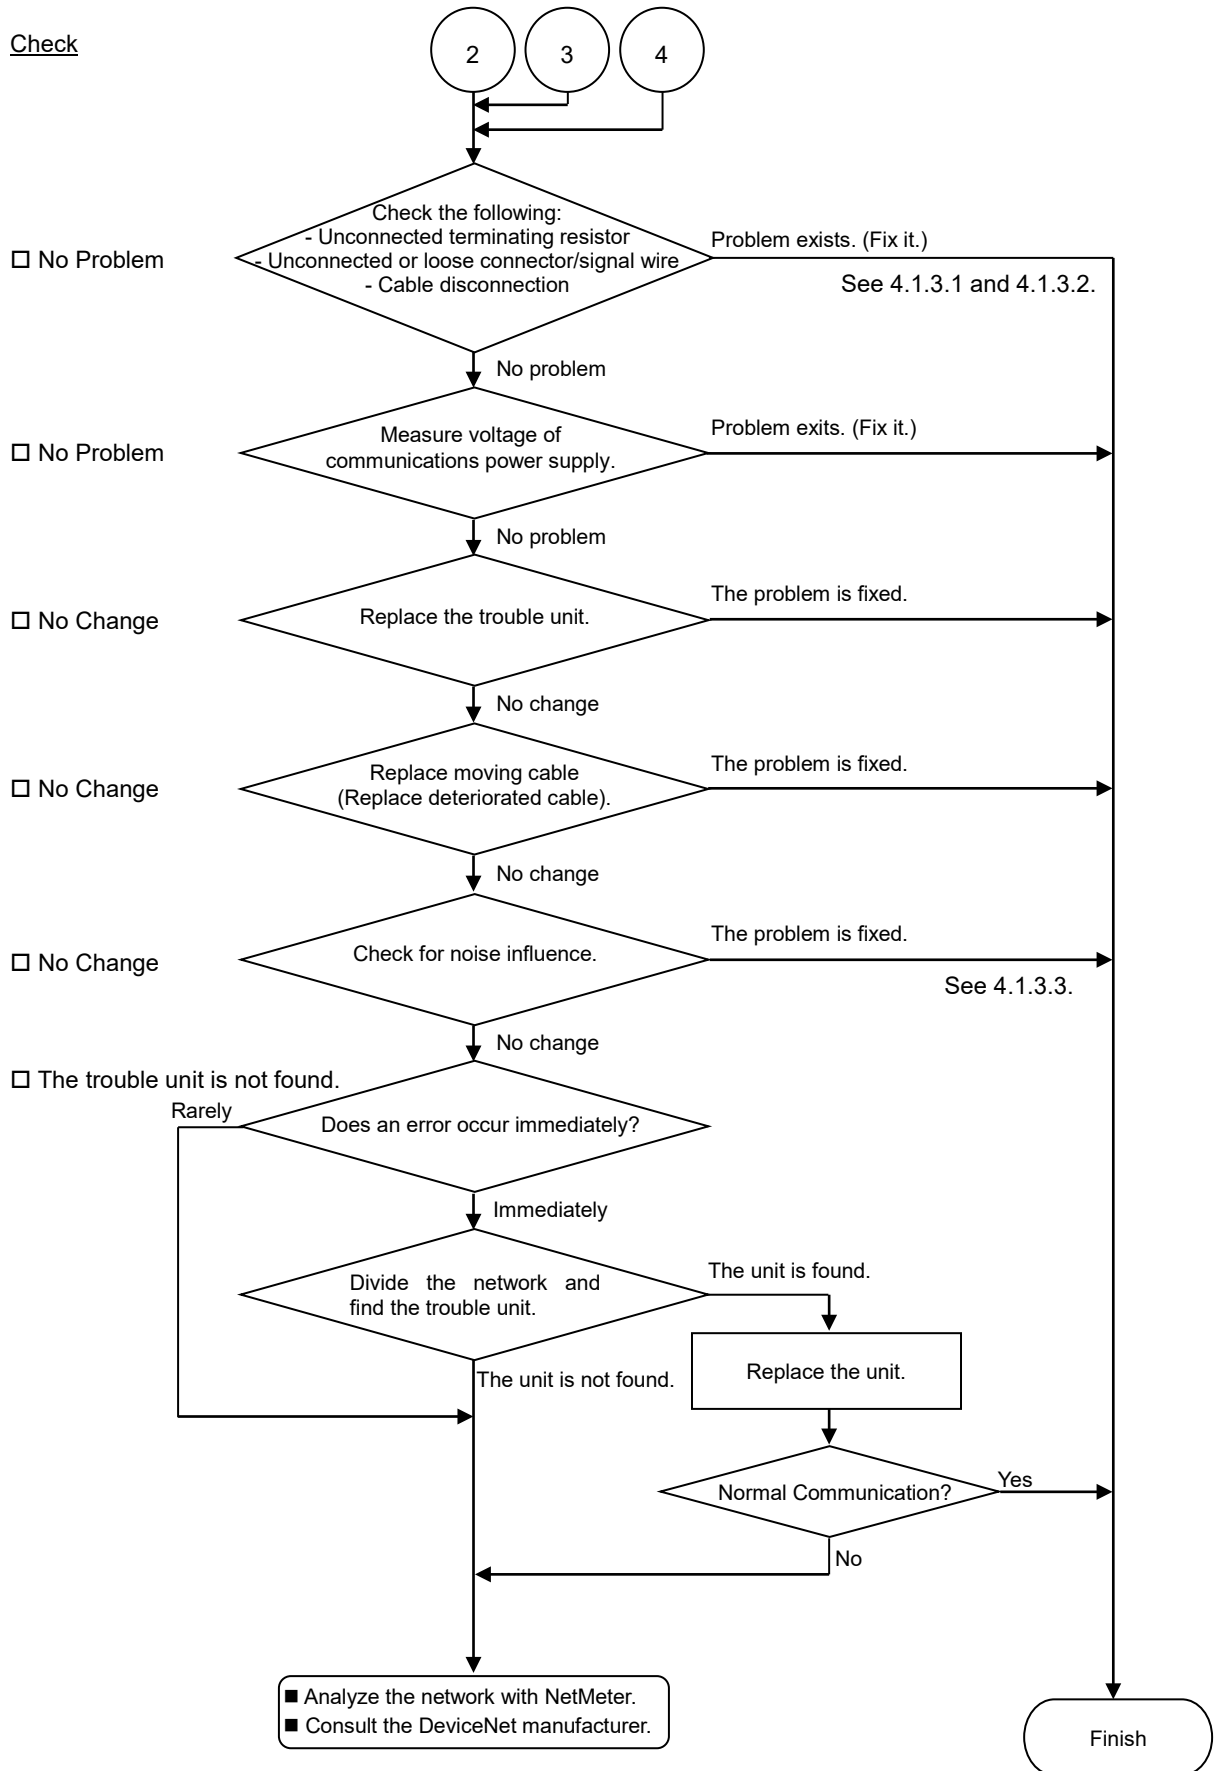 Check
2
3
4
Check the following:
- Unconnected terminating resistor
- Unconnected or loose connector/signal wire
- Cable disconnection
Problem exists. (Fix it.)
☐ No Problem
See 4.1.3.1 and 4.1.3.2.
No problem
Measure voltage of
communications power supply.
Problem exits. (Fix it.)
☐ No Problem
No problem
Replace the trouble unit.
The problem is fixed.
☐ No Change
No change
Replace moving cable
(Replace deteriorated cable).
The problem is fixed.
☐ No Change
No change
Check for noise influence.
The problem is fixed.
☐ No Change
See 4.1.3.3.
No change
☐ The trouble unit is not found.
Rarely
Does an error occur immediately?
Immediately
Divide the network and
find the trouble unit.
The unit is found.
The unit is not found.
Replace the unit.
Normal Communication?
Yes
No
■ Analyze the network with NetMeter.
■ Consult the DeviceNet manufacturer.
Finish